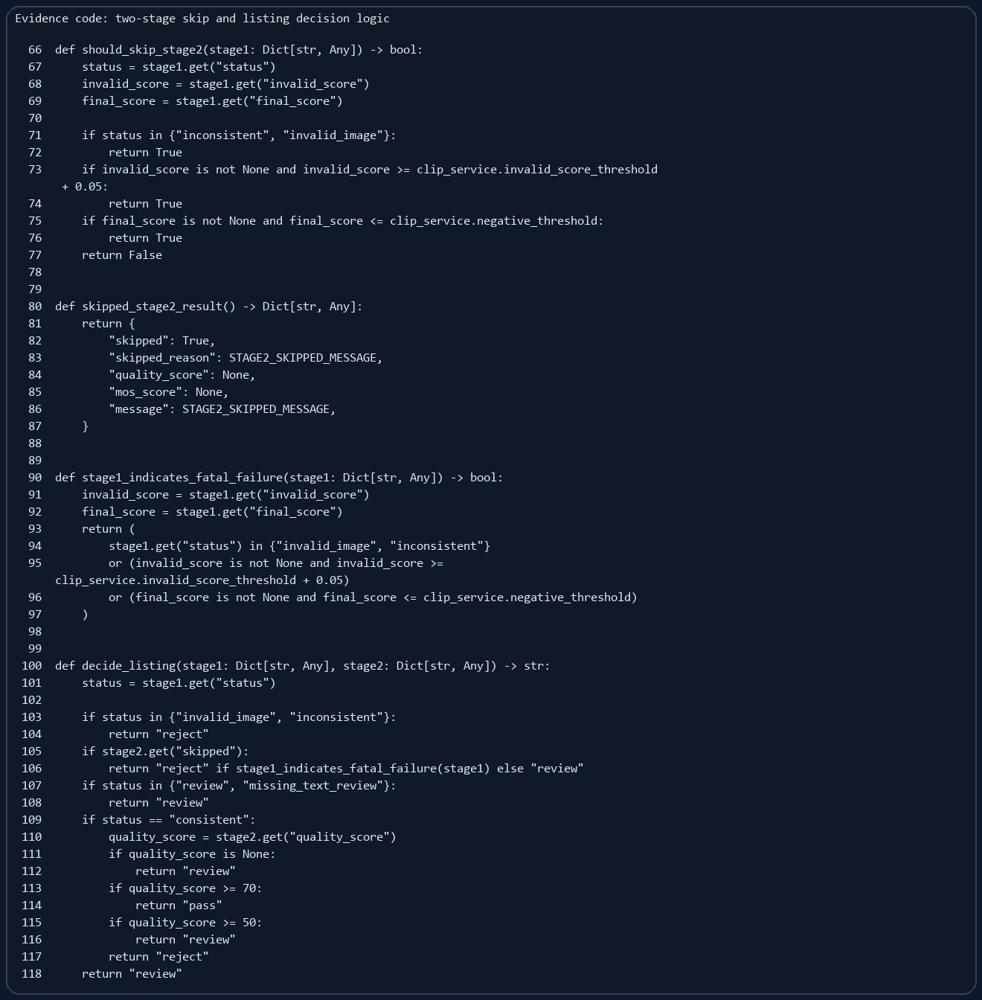 Evidence code: two-stage skip and listing decision logic
66  def should_skip_stage2(stage1: Dict[str, Any]) -> bool:
67      status = stage1.get("status")
68      invalid_score = stage1.get("invalid_score")
69      final_score = stage1.get("final_score")
70
71      if status in {"inconsistent", "invalid_image"}:
72          return True
73      if invalid_score is not None and invalid_score >= clip_service.invalid_score_threshold
     + 0.05:
74          return True
75      if final_score is not None and final_score <= clip_service.negative_threshold:
76          return True
77      return False
78
79
80  def skipped_stage2_result() -> Dict[str, Any]:
81      return {
82          "skipped": True,
83          "skipped_reason": STAGE2_SKIPPED_MESSAGE,
84          "quality_score": None,
85          "mos_score": None,
86          "message": STAGE2_SKIPPED_MESSAGE,
87      }
88
89
90  def stage1_indicates_fatal_failure(stage1: Dict[str, Any]) -> bool:
91      invalid_score = stage1.get("invalid_score")
92      final_score = stage1.get("final_score")
93      return (
94          stage1.get("status") in {"invalid_image", "inconsistent"}
95          or (invalid_score is not None and invalid_score >=
    clip_service.invalid_score_threshold + 0.05)
96          or (final_score is not None and final_score <= clip_service.negative_threshold)
97      )
98
99
100  def decide_listing(stage1: Dict[str, Any], stage2: Dict[str, Any]) -> str:
101      status = stage1.get("status")
102
103      if status in {"invalid_image", "inconsistent"}:
104          return "reject"
105      if stage2.get("skipped"):
106          return "reject" if stage1_indicates_fatal_failure(stage1) else "review"
107      if status in {"review", "missing_text_review"}:
108          return "review"
109      if status == "consistent":
110          quality_score = stage2.get("quality_score")
111          if quality_score is None:
112              return "review"
113          if quality_score >= 70:
114              return "pass"
115          if quality_score >= 50:
116              return "review"
117          return "reject"
118      return "review"